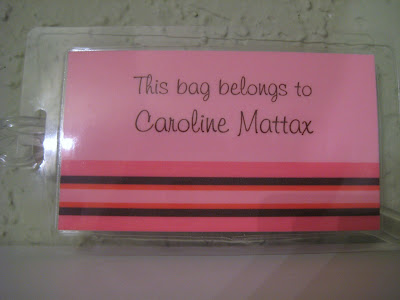 This bag belongs to
Caroline Mattax